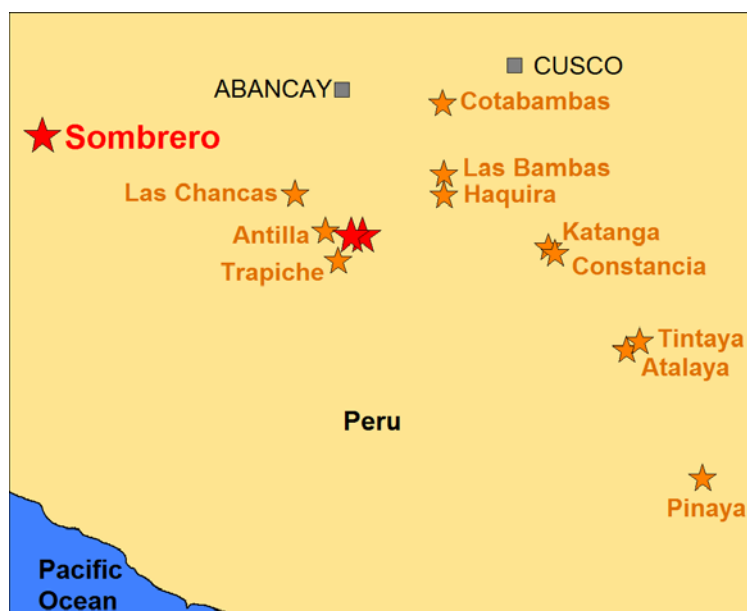 CUSCO
ABANCAY
Cotabambas
Sombrero
Las Bambas
Las Chancas
Haquira
Antilla
Katanga
Trapiche
Constancia
Tintaya
Atalaya
Peru
Pinaya
Pacific
Ocean